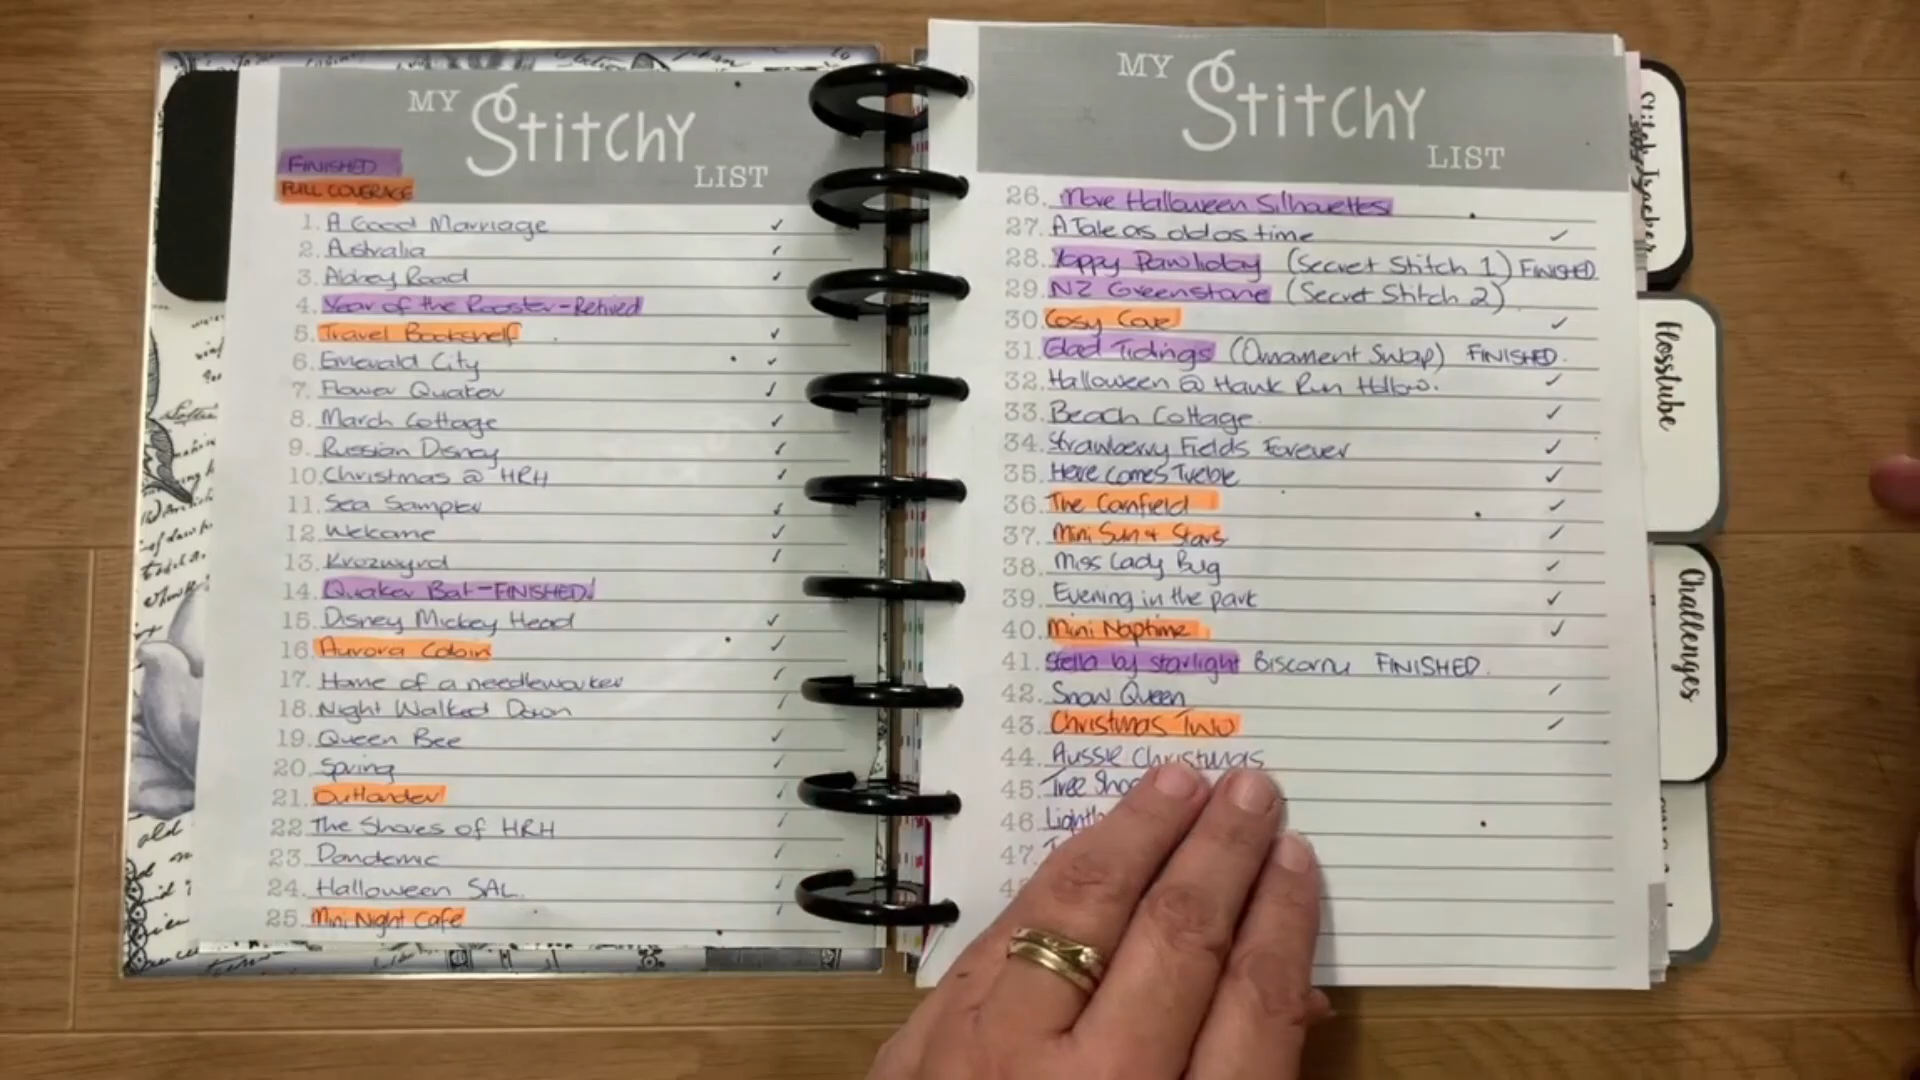 MY Stitchy LIST
FINISHED
FULL COVERAGE
1. A Good Marriage ✓
2. Australia ✓
3. Abbey Road ✓
4. Year of the Rooster-Retired
5. Travel Bookshelf ✓
6. Emerald City ✓
7. Flower Quaker ✓
8. March Cottage ✓
9. Russian Disney ✓
10. Christmas @ HRH ✓
11. Sea Sampler ✓
12. Welcome ✓
13. Krozwyrd ✓
14. Quaker Bat-FINISHED!
15. Disney Mickey Head ✓
16. Aurora Cabin ✓
17. Home of a needleworker ✓
18. Night Walked Down ✓
19. Queen Bee ✓
20. Spring ✓
21. Outlander ✓
22. The Shores of HRH ✓
23. Pandemic ✓
24. Halloween SAL. ✓
25. Mini Night Cafe ✓
MY Stitchy LIST
26. More Halloween Silhouettes
27. A Tale as old as time ✓
28. Yappy Pawliday (Secret Stitch 1) FINISHED
29. NZ Greenstone (Secret Stitch 2)
30. Cosy Cove ✓
31. Glad Tidings (Ornament Swap) FINISHED.
32. Halloween @ Hawk Run Hollow. ✓
33. Beach Cottage ✓
34. Strawberry Fields Forever ✓
35. Here Comes Treble ✓
36. The Cornfield ✓
37. Mini Sun & Stars ✓
38. Miss Lady Bug ✓
39. Evening in the park ✓
40. Mini Naptime ✓
41. Stella by starlight Biscornu FINISHED.
42. Snow Queen ✓
43. Christmas Two ✓
44. Aussie Christmas
45. Tree
46.
47.
Flosstube
Challenges